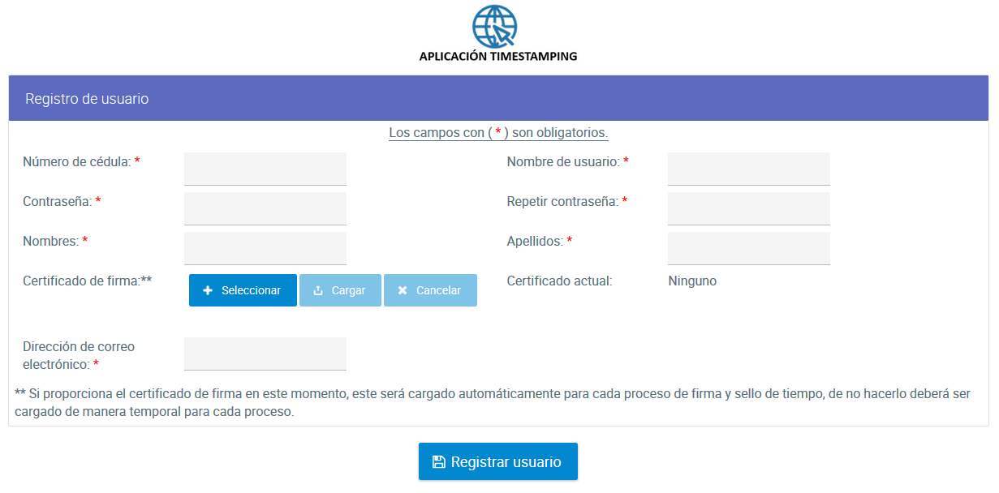 APLICACIÓN TIMESTAMPING
Registro de usuario
Los campos con ( * ) son obligatorios.
Número de cédula: *
Nombre de usuario: *
Contraseña: *
Repetir contraseña: *
Nombres: *
Apellidos: *
Certificado de firma:**
Seleccionar
Cargar
Cancelar
Certificado actual:
Ninguno
Dirección de correo
electrónico: *
** Si proporciona el certificado de firma en este momento, este será cargado automáticamente para cada proceso de firma y sello de tiempo, de no hacerlo deberá ser
cargado de manera temporal para cada proceso.
Registrar usuario